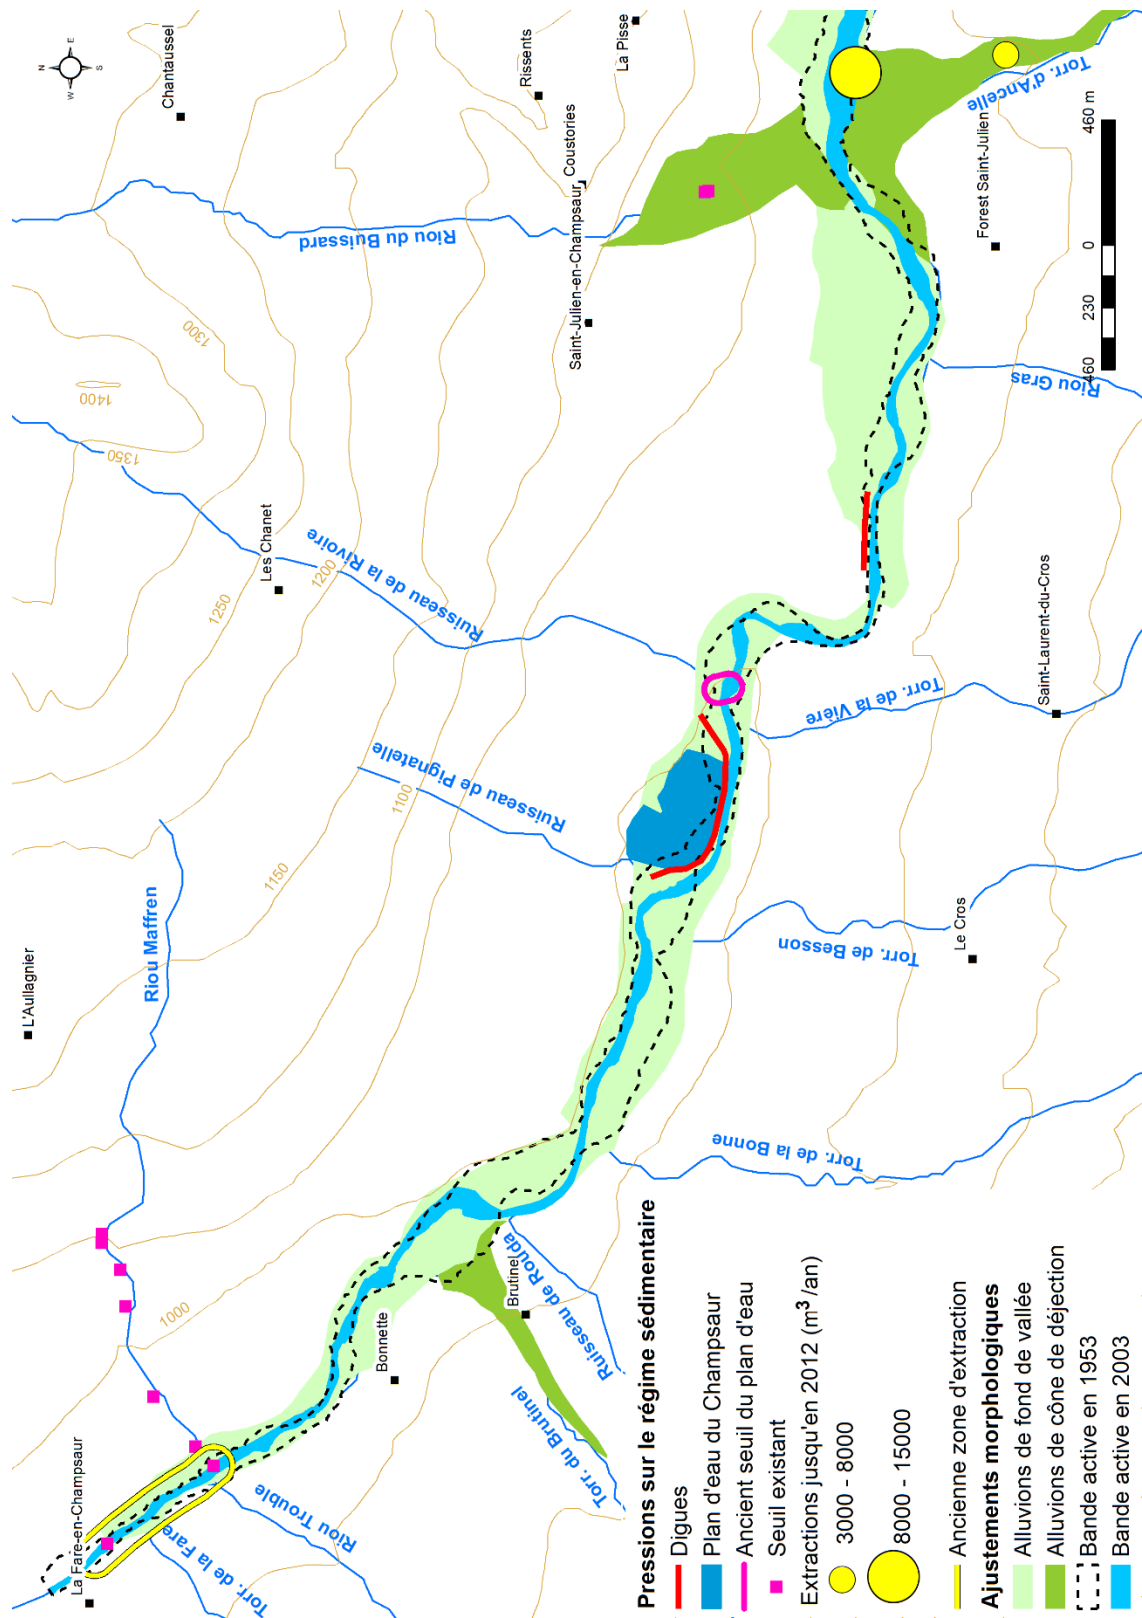 N
E
S
W
Chantaussel
Rissents
La Pisse
Coustories
Saint-Julien-en-Champsaur
Riou du Buissard
Torr. d'Ancelle
Forest Saint-Julien
460 m
0
230
460
Riou Gras
1300
1400
1350
Les Chanet
Ruisseau de la Rivoire
1200
1250
Saint-Laurent-du-Cros
Torr. de la Vière
Ruisseau de Pignatelle
1100
1150
Riou Maffren
L'Aullagnier
Torr. de Besson
Le Cros
Torr. de la Bonne
1000
Ruisseau de Rouda
Brutinel
Torr. du Brutinel
Bonnette
La Fare-en-Champsaur
Riou Trouble
Torr. de la Fare
Pressions sur le régime sédimentaire
Digues
Plan d'eau du Champsaur
Ancient seuil du plan d'eau
Seuil existant
Extractions jusqu'en 2012 (m³ /an)
3000 - 8000
8000 - 15000
Ancienne zone d'extraction
Ajustements morphologiques
Alluvions de fond de vallée
Alluvions de cône de déjection
Bande active en 1953
Bande active en 2003